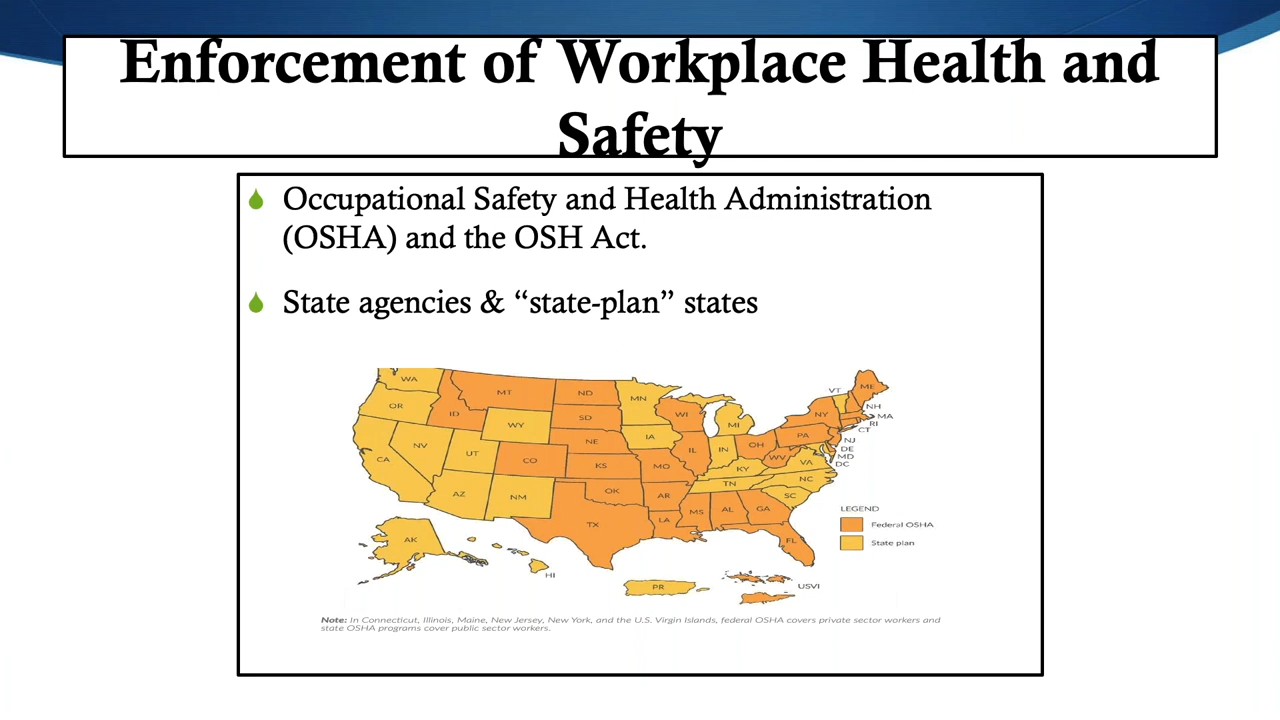 Enforcement of Workplace Health and
Safety
Occupational Safety and Health Administration
(OSHA) and the OSH Act.
State agencies & “state-plan” states
WA
MT
ND
MN
VT
ME
OR
ID
SD
WI
NY
NH
MA
RI
CT
WY
MI
NV
NE
IA
PA
NJ
DE
MD
DC
CA
UT
CO
KS
MO
IL
IN
OH
WV
VA
KY
NC
TN
AZ
NM
OK
AR
SC
MS
AL
GA
LEGEND
TX
LA
Federal OSHA
AK
FL
State plan
HI
PR
USVI
Note: In Connecticut, Illinois, Maine, New Jersey, New York, and the U.S. Virgin Islands, federal OSHA covers private sector workers and
state OSHA programs cover public sector workers.